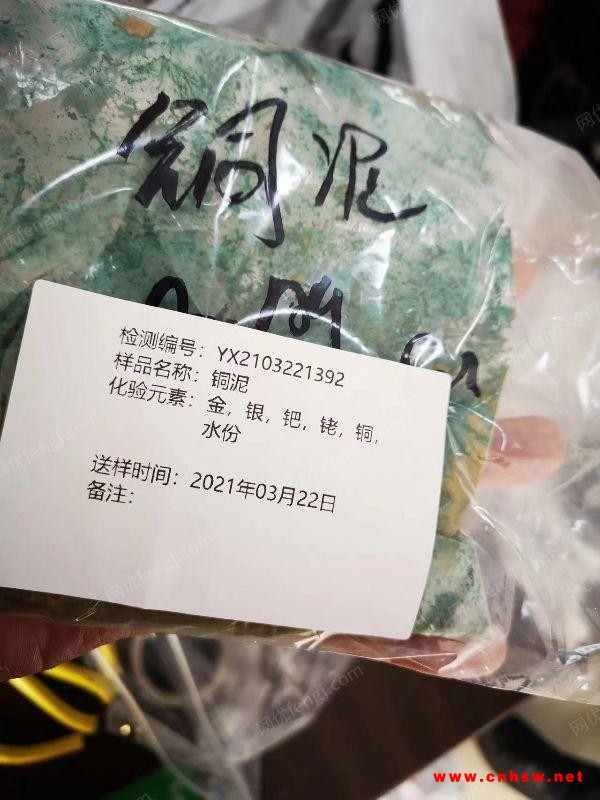 铜泥
检测编号：YX2103221392
样品名称：铜泥
化验元素：金，银，钯，铑，铜，
水份
送样时间：2021年03月22日
备注：
www.cnhsw.net